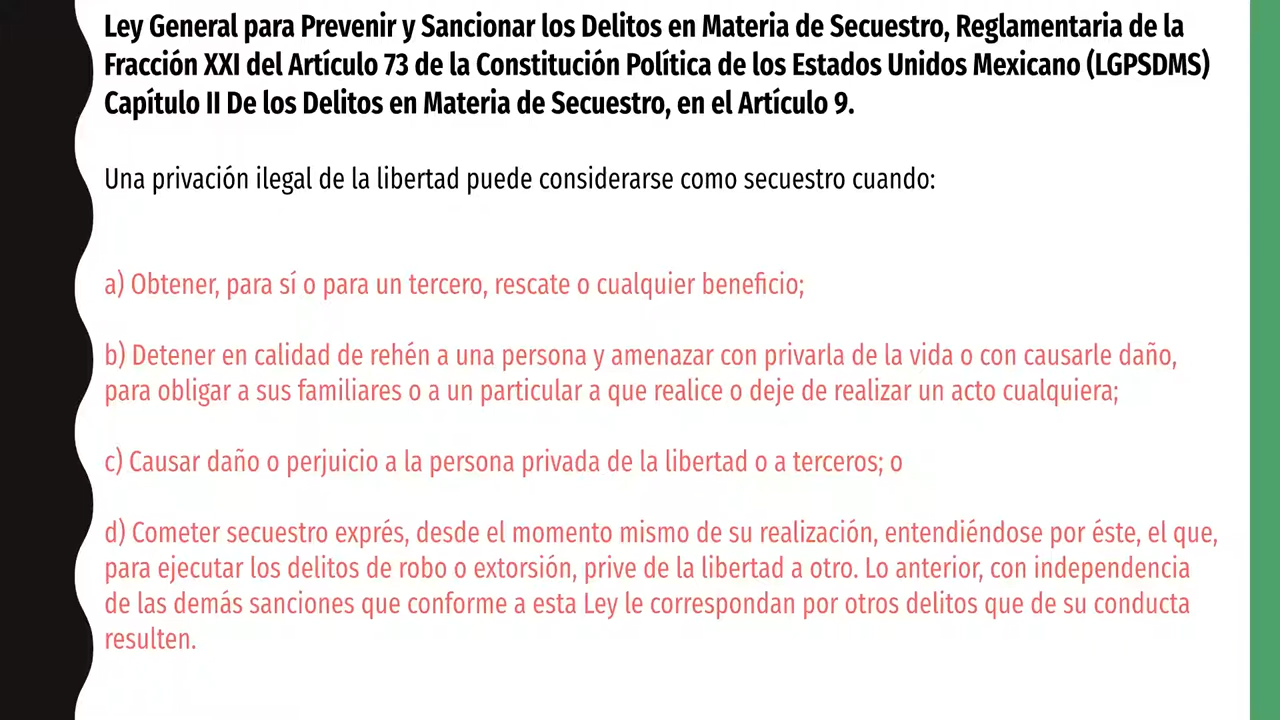 Ley General para Prevenir y Sancionar los Delitos en Materia de Secuestro, Reglamentaria de la
Fracción XXI del Artículo 73 de la Constitución Política de los Estados Unidos Mexicano (LGPSDMS)
Capítulo II De los Delitos en Materia de Secuestro, en el Artículo 9.
Una privación ilegal de la libertad puede considerarse como secuestro cuando:
a) Obtener, para sí o para un tercero, rescate o cualquier beneficio;
b) Detener en calidad de rehén a una persona y amenazar con privarla de la vida o con causarle daño,
para obligar a sus familiares o a un particular a que realice o deje de realizar un acto cualquiera;
c) Causar daño o perjuicio a la persona privada de la libertad o a terceros; o
d) Cometer secuestro exprés, desde el momento mismo de su realización, entendiéndose por éste, el que,
para ejecutar los delitos de robo o extorsión, prive de la libertad a otro. Lo anterior, con independencia
de las demás sanciones que conforme a esta Ley le correspondan por otros delitos que de su conducta
resulten.